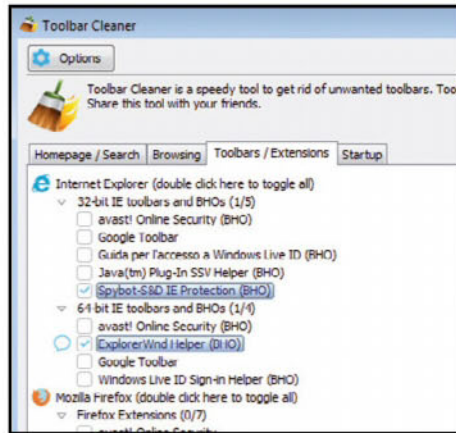 Toolbar Cleaner
Options
Toolbar Cleaner is a speedy tool to get rid of unwanted toolbars. Too
Share this tool with your friends.
Homepage / Search Browsing Toolbars / Extensions Startup
Internet Explorer (double click here to toggle all)
32-bit IE toolbars and BHOs (1/5)
avast! Online Security (BHO)
Google Toolbar
Guida per l'accesso a Windows Live ID (BHO)
Java(tm) Plug-In SSV Helper (BHO)
Spybot-S&D IE Protection (BHO)
64-bit IE toolbars and BHOs (1/4)
avast! Online Security (BHO)
ExplorerWnd Helper (BHO)
Google Toolbar
Windows Live ID Sign-in Helper (BHO)
Mozilla Firefox (double click here to toggle all)
Firefox Extensions (0/7)
avast! Online Security